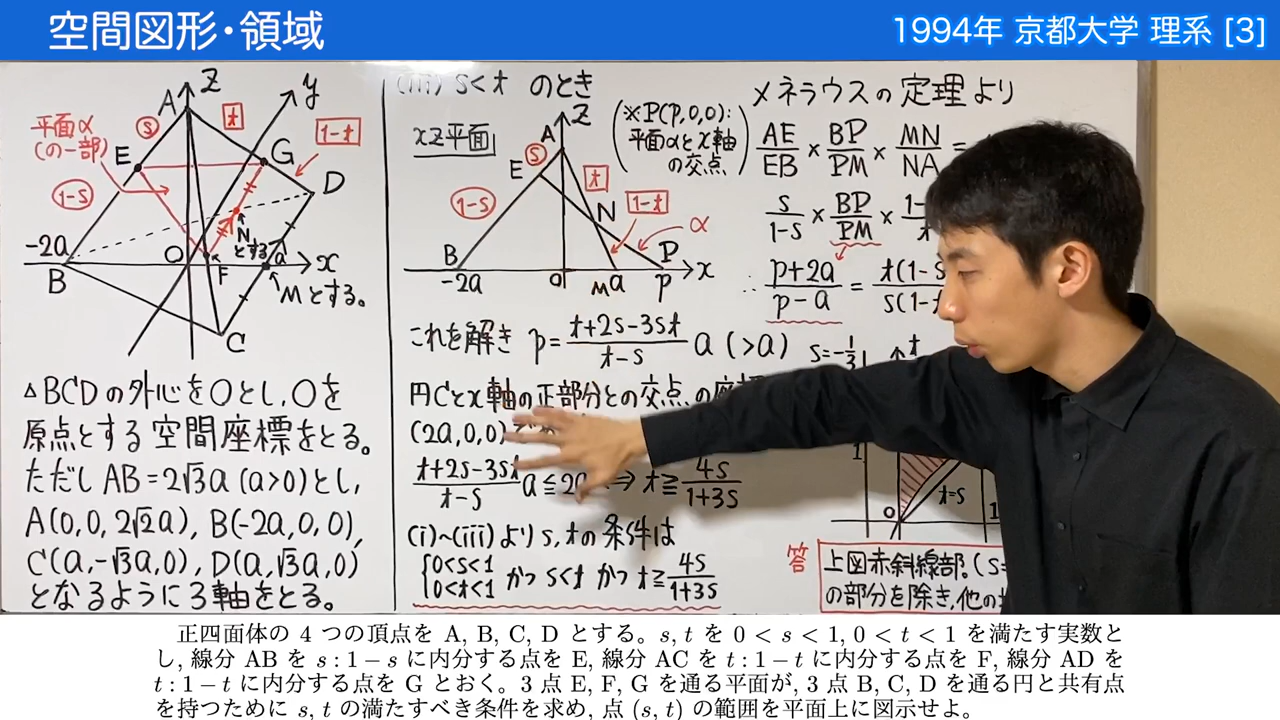 空間図形・領域
1994年 京都大学 理系 [3]
z
y
A
t
平面α
(の一部)
s
E
G
1-t
D
1-s
-2a
B
O
N
とする
F
a
x
Mとする。
C
△BCDの外心をOとし,Oを
原点とする空間座標をとる。
ただしAB=2√3a(a>0)とし,
A(0,0,2√2a), B(-2a,0,0),
C(a,-√3a,0), D(a,√3a,0)
となるように3軸をとる。
(iii) s<t のとき
xz平面
z
A
E
s
t
1-s
N
1-t
α
B
P
-2a
O
M
a
p
x
(※P(p,0,0):
平面αとx軸
の交点)
これを解き p=(t+2s-3st)/(t-s) a (>a)
円Cとx軸の正部分との交点の座標
(2a,0,0)
(t+2s-3st)/(t-s) a≦2a ⇔ t≧4s/(1+3s)
(i)~(iii)より s,tの条件は
{0<s<1
0<t<1 かつ s<t かつ t≧4s/(1+3s)
メネラウスの定理より
AE/EB × BP/PM × MN/NA =
s/(1-s) × BP/PM ×
∴ (p+2a)/(p-a) =
s=-1/3
t
1
t=s
0
1
答
上図赤斜線部。(
の部分を除き,他の
正四面体の 4 つの頂点を A, B, C, D とする。s, t を 0 < s < 1, 0 < t < 1 を満たす実数と
し, 線分 AB を s : 1 − s に内分する点を E, 線分 AC を t : 1 − t に内分する点を F, 線分 AD を
t : 1 − t に内分する点を G とおく。3 点 E, F, G を通る平面が, 3 点 B, C, D を通る円と共有点
を持つために s, t の満たすべき条件を求め, 点 (s, t) の範囲を平面上に図示せよ。